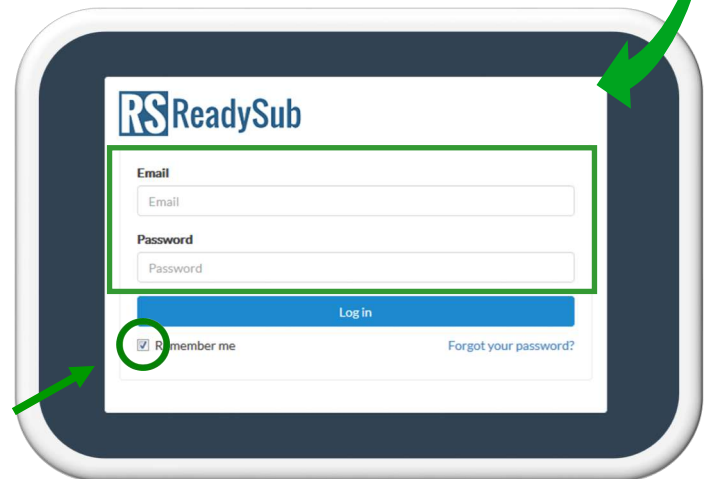 RS ReadySub
Email
Email
Password
Password
Log in
Remember me Forgot your password?